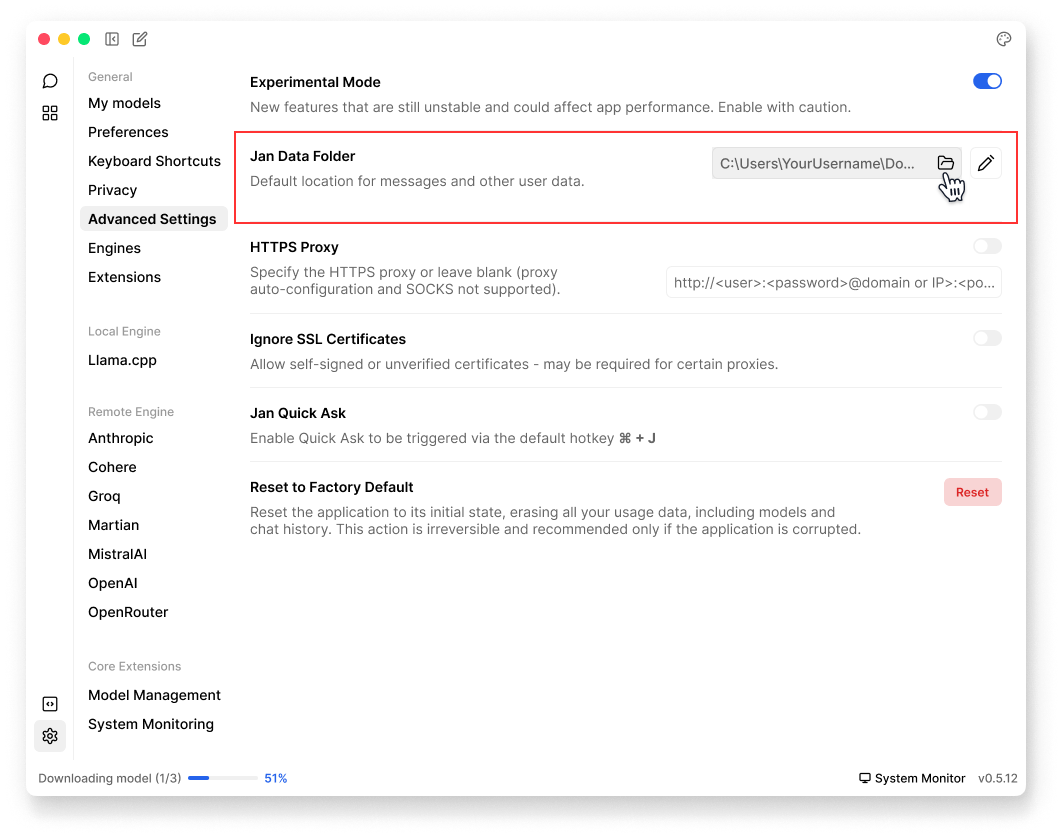 General
My models
Preferences
Keyboard Shortcuts
Privacy
Advanced Settings
Engines
Extensions
Local Engine
Llama.cpp
Remote Engine
Anthropic
Cohere
Groq
Martian
MistralAI
OpenAI
OpenRouter
Core Extensions
Model Management
System Monitoring
Experimental Mode
New features that are still unstable and could affect app performance. Enable with caution.
Jan Data Folder
Default location for messages and other user data.
C:\Users\YourUsername\Do...
HTTPS Proxy
Specify the HTTPS proxy or leave blank (proxy
auto-configuration and SOCKS not supported).
http://<user>:<password>@domain or IP>:<po...
Ignore SSL Certificates
Allow self-signed or unverified certificates - may be required for certain proxies.
Jan Quick Ask
Enable Quick Ask to be triggered via the default hotkey ⌘ + J
Reset to Factory Default
Reset the application to its initial state, erasing all your usage data, including models and
chat history. This action is irreversible and recommended only if the application is corrupted.
Reset
Downloading model (1/3) 51%
System Monitor v0.5.12